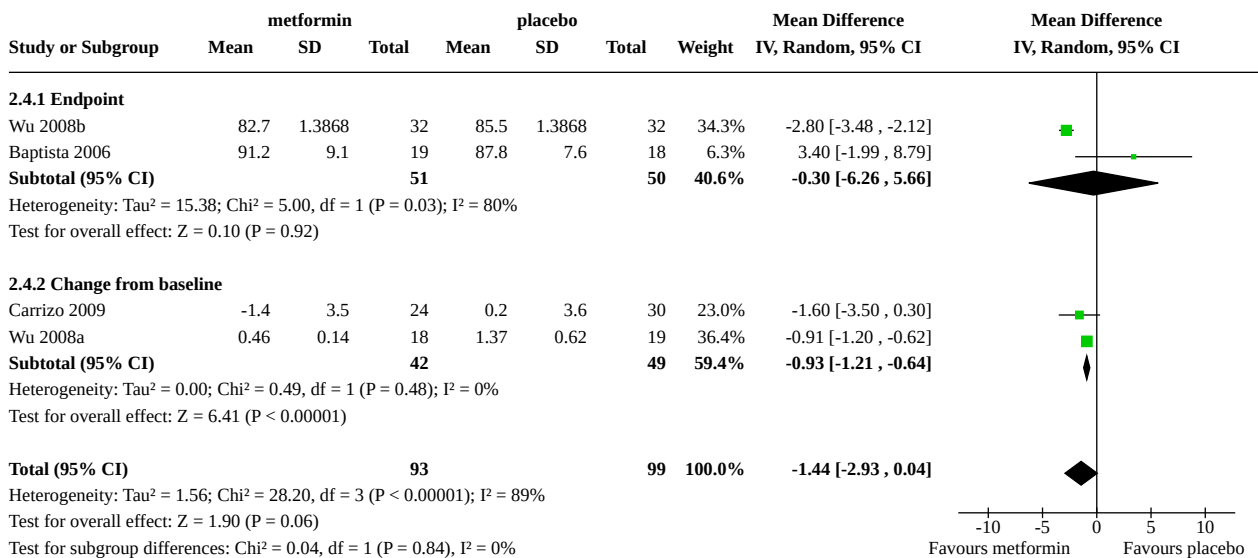 metformin placebo Mean Difference Mean Difference
Study or Subgroup Mean SD Total Mean SD Total Weight IV, Random, 95% CI IV, Random, 95% CI
2.4.1 Endpoint
Wu 2008b 82.7 1.3868 32 85.5 1.3868 32 34.3% -2.80 [-3.48 , -2.12]
Baptista 2006 91.2 9.1 19 87.8 7.6 18 6.3% 3.40 [-1.99 , 8.79]
Subtotal (95% CI) 51 50 40.6% -0.30 [-6.26 , 5.66]
Heterogeneity: Tau² = 15.38; Chi² = 5.00, df = 1 (P = 0.03); I² = 80%
Test for overall effect: Z = 0.10 (P = 0.92)
2.4.2 Change from baseline
Carrizo 2009 -1.4 3.5 24 0.2 3.6 30 23.0% -1.60 [-3.50 , 0.30]
Wu 2008a 0.46 0.14 18 1.37 0.62 19 36.4% -0.91 [-1.20 , -0.62]
Subtotal (95% CI) 42 49 59.4% -0.93 [-1.21 , -0.64]
Heterogeneity: Tau² = 0.00; Chi² = 0.49, df = 1 (P = 0.48); I² = 0%
Test for overall effect: Z = 6.41 (P < 0.00001)
Total (95% CI) 93 99 100.0% -1.44 [-2.93 , 0.04]
Heterogeneity: Tau² = 1.56; Chi² = 28.20, df = 3 (P < 0.00001); I² = 89%
Test for overall effect: Z = 1.90 (P = 0.06)
-10 -5 0 5 10
Test for subgroup differences: Chi² = 0.04, df = 1 (P = 0.84), I² = 0%
Favours metformin Favours placebo